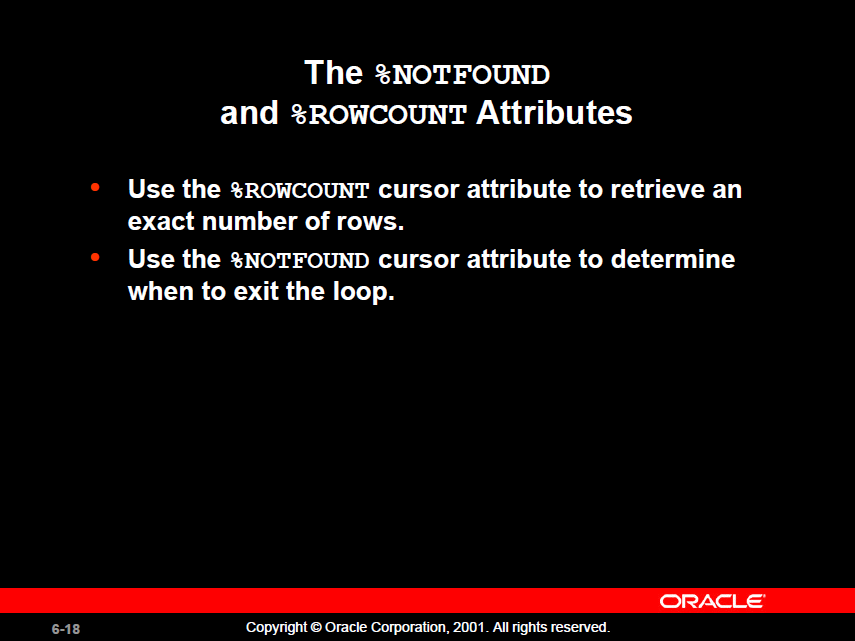 The %NOTFOUND
and %ROWCOUNT Attributes
• Use the %ROWCOUNT cursor attribute to retrieve an
exact number of rows.
• Use the %NOTFOUND cursor attribute to determine
when to exit the loop.
ORACLE®
6-18
Copyright © Oracle Corporation, 2001. All rights reserved.